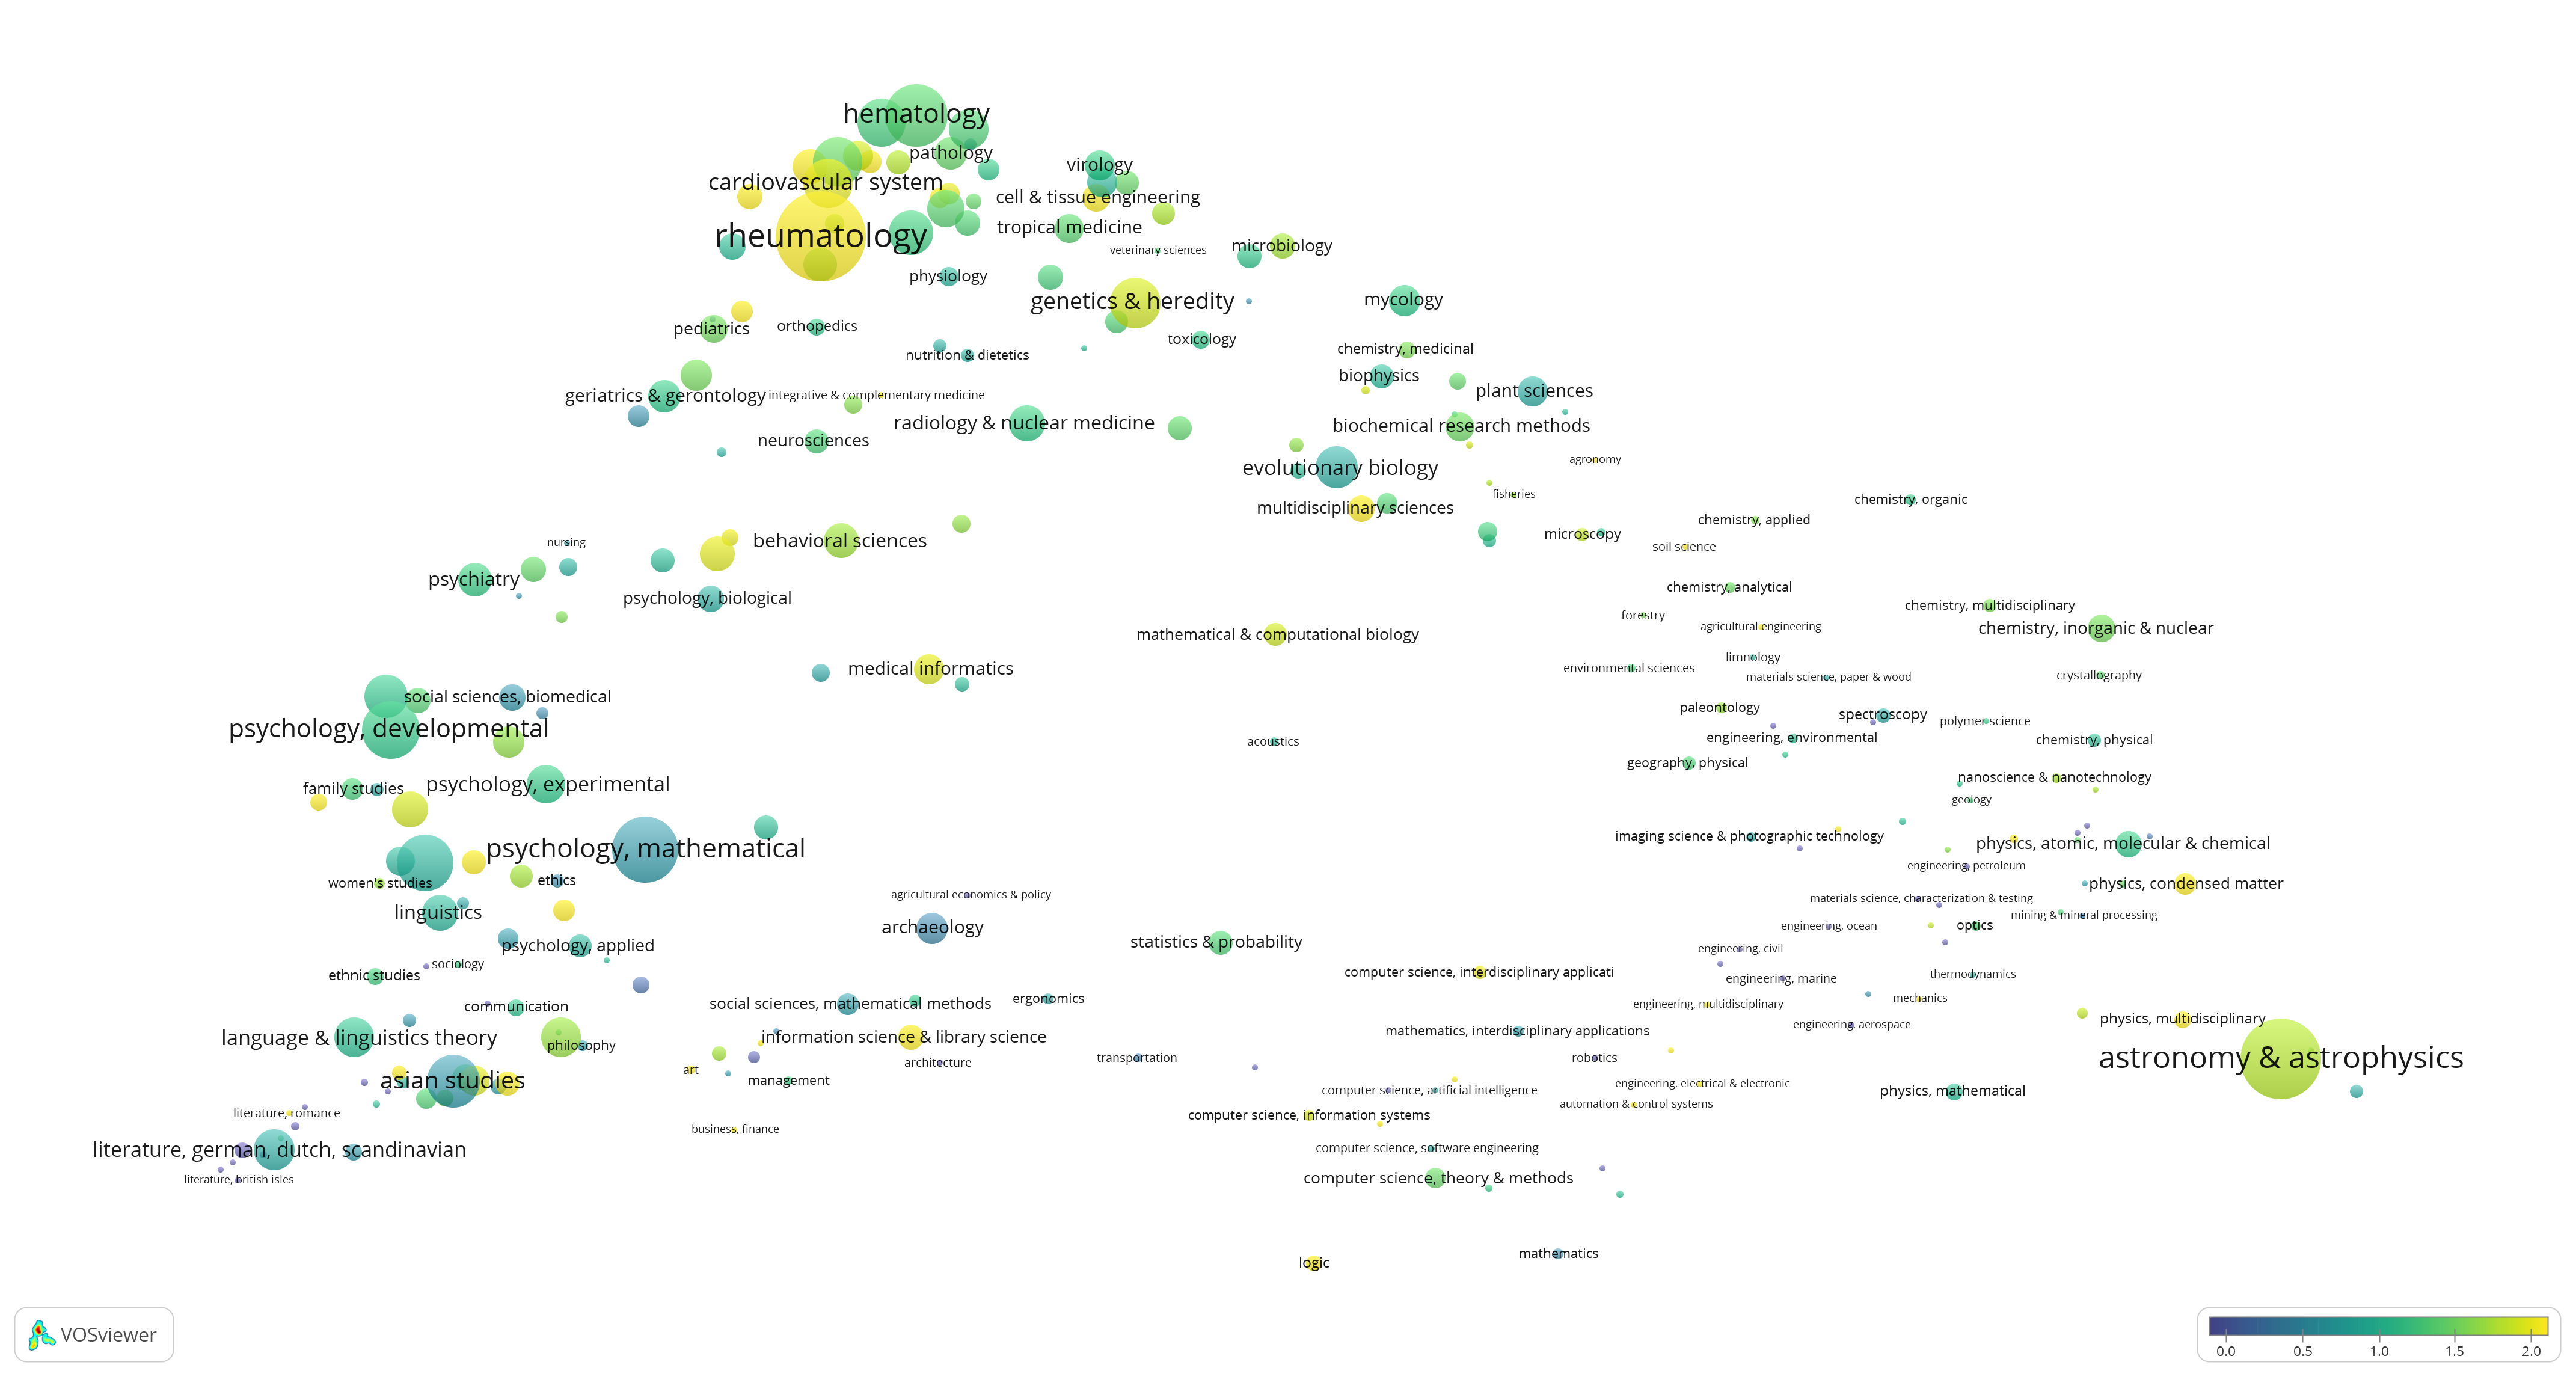 hematology
pathology
virology
cardiovascular system
cell & tissue engineering
tropical medicine
rheumatology
microbiology
veterinary sciences
physiology
genetics & heredity
mycology
pediatrics
orthopedics
toxicology
chemistry, medicinal
nutrition & dietetics
biophysics
plant sciences
geriatrics & gerontology
integrative & complementary medicine
radiology & nuclear medicine
biochemical research methods
neurosciences
agronomy
evolutionary biology
fisheries
chemistry, organic
multidisciplinary sciences
chemistry, applied
microscopy
nursing
behavioral sciences
soil science
psychiatry
chemistry, analytical
psychology, biological
chemistry, multidisciplinary
forestry
agricultural engineering
chemistry, inorganic & nuclear
mathematical & computational biology
limnology
medical informatics
environmental sciences
materials science, paper & wood
crystallography
social sciences, biomedical
paleontology
spectroscopy
polymer science
psychology, developmental
acoustics
engineering, environmental
chemistry, physical
geography, physical
nanoscience & nanotechnology
family studies
psychology, experimental
geology
imaging science & photographic technology
physics, atomic, molecular & chemical
psychology, mathematical
engineering, petroleum
women's studies
ethics
physics, condensed matter
agricultural economics & policy
materials science, characterization & testing
linguistics
mining & mineral processing
archaeology
engineering, ocean
optics
psychology, applied
statistics & probability
engineering, civil
sociology
ethnic studies
computer science, interdisciplinary applicati
engineering, marine
thermodynamics
communication
social sciences, mathematical methods
ergonomics
engineering, multidisciplinary
mechanics
physics, multidisciplinary
language & linguistics theory
information science & library science
mathematics, interdisciplinary applications
engineering, aerospace
philosophy
architecture
transportation
robotics
astronomy & astrophysics
art
asian studies
management
computer science, artificial intelligence
engineering, electrical & electronic
physics, mathematical
automation & control systems
literature, romance
computer science, information systems
business, finance
literature, german, dutch, scandinavian
computer science, software engineering
literature, british isles
computer science, theory & methods
mathematics
logic
VOSviewer
0.0 0.5 1.0 1.5 2.0